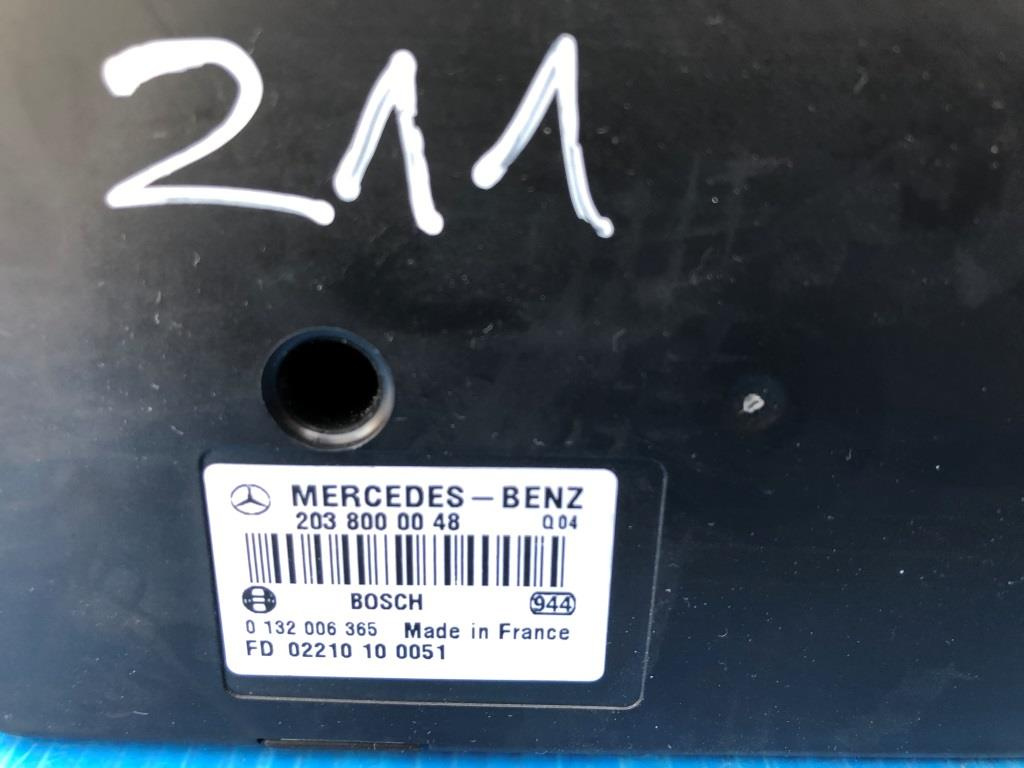 211
MERCEDES-BENZ
203 800 00 48 Q04
BOSCH 944
0 132 006 365 Made in France
FD 02210 10 0051